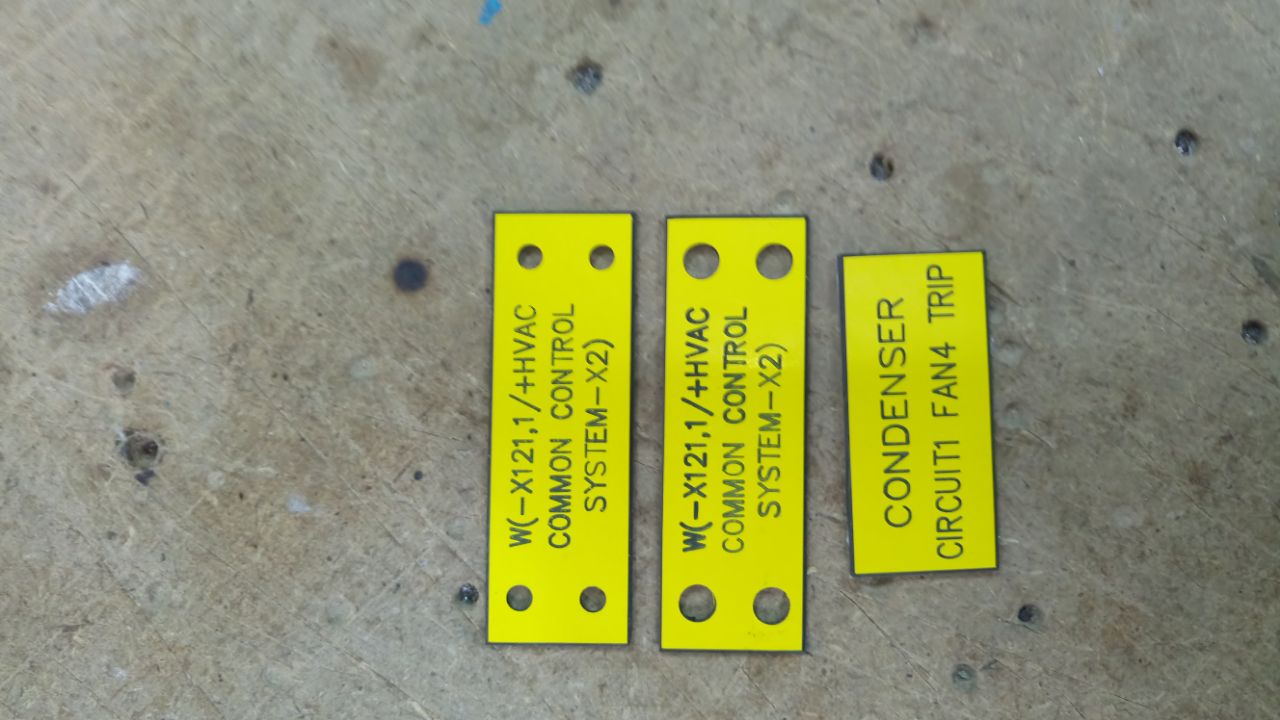 W(-X121,1/+HVAC
COMMON CONTROL
SYSTEM-X2)
W(-X121,1/+HVAC
COMMON CONTROL
SYSTEM-X2)
CONDENSER
CIRCUIT1 FAN4 TRIP